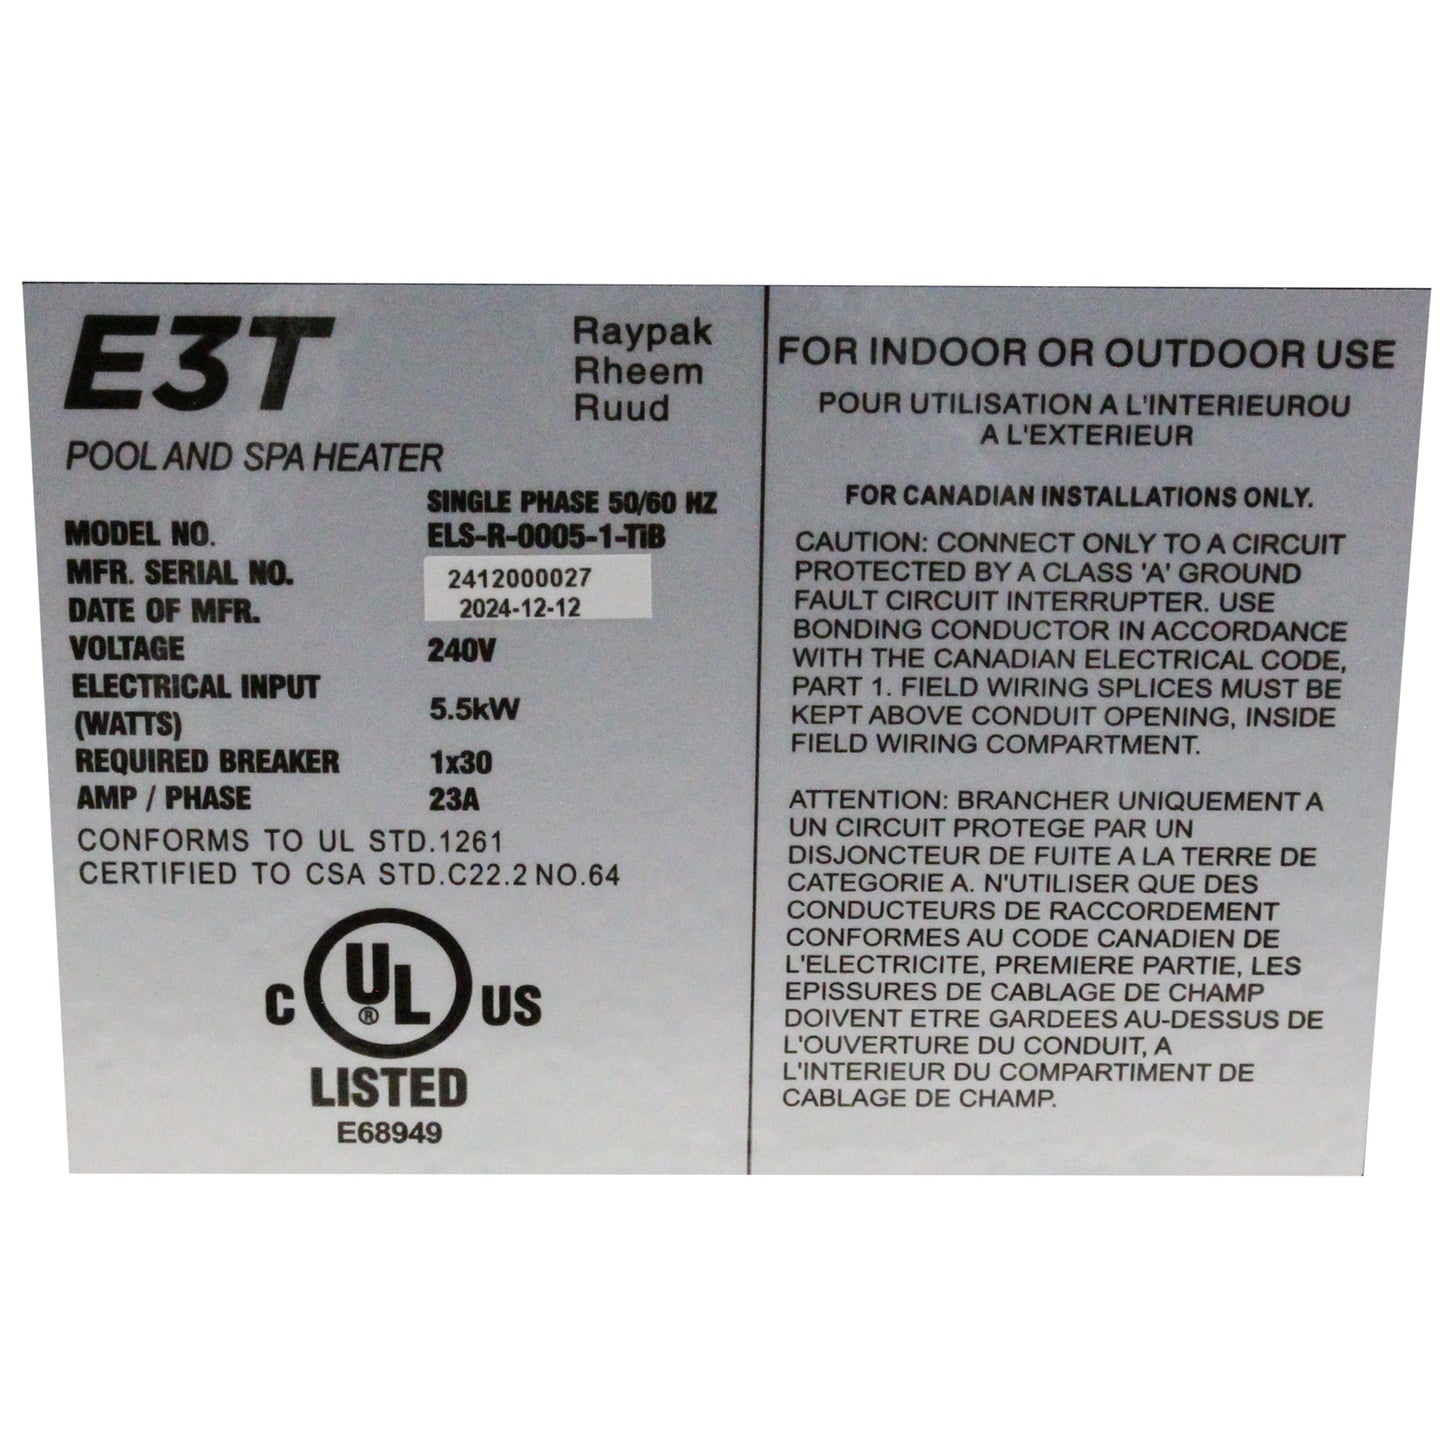 E3T
Raypak
Rheem
Ruud
POOL AND SPA HEATER
SINGLE PHASE 50/60 HZ
MODEL NO. ELS-R-0005-1-TiB
MFR. SERIAL NO. 2412000027
DATE OF MFR. 2024-12-12
VOLTAGE 240V
ELECTRICAL INPUT
(WATTS) 5.5kW
REQUIRED BREAKER 1x30
AMP / PHASE 23A
CONFORMS TO UL STD.1261
CERTIFIED TO CSA STD.C22.2 NO.64
C UL ® US
LISTED
E68949
FOR INDOOR OR OUTDOOR USE
POUR UTILISATION A L'INTERIEUROU
A L'EXTERIEUR
FOR CANADIAN INSTALLATIONS ONLY.
CAUTION: CONNECT ONLY TO A CIRCUIT
PROTECTED BY A CLASS 'A' GROUND
FAULT CIRCUIT INTERRUPTER. USE
BONDING CONDUCTOR IN ACCORDANCE
WITH THE CANADIAN ELECTRICAL CODE,
PART 1. FIELD WIRING SPLICES MUST BE
KEPT ABOVE CONDUIT OPENING, INSIDE
FIELD WIRING COMPARTMENT.
ATTENTION: BRANCHER UNIQUEMENT A
UN CIRCUIT PROTEGE PAR UN
DISJONCTEUR DE FUITE A LA TERRE DE
CATEGORIE A. N'UTILISER QUE DES
CONDUCTEURS DE RACCORDEMENT
CONFORMES AU CODE CANADIEN DE
L'ELECTRICITE, PREMIERE PARTIE, LES
EPISSURES DE CABLAGE DE CHAMP
DOIVENT ETRE GARDEES AU-DESSUS DE
L'OUVERTURE DU CONDUIT, A
L'INTERIEUR DU COMPARTIMENT DE
CABLAGE DE CHAMP.